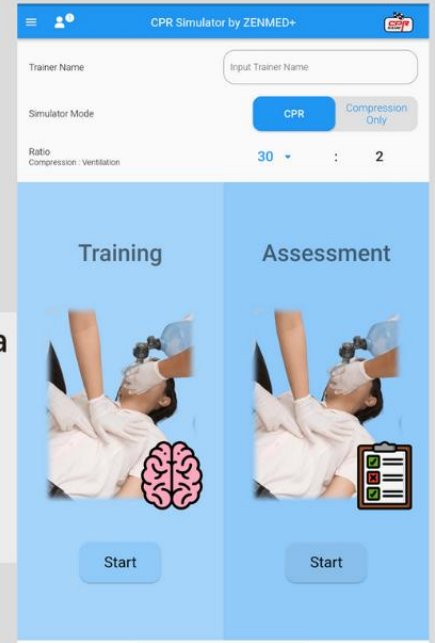 CPR Simulator by ZENMED+
Trainer Name
Input Trainer Name
Simulator Mode
CPR
Compression
Only
Ratio
Compression : Ventilation
30 : 2
Training
Assessment
a
Start
Start